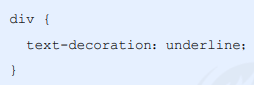 div {
  text-decoration: underline;
}